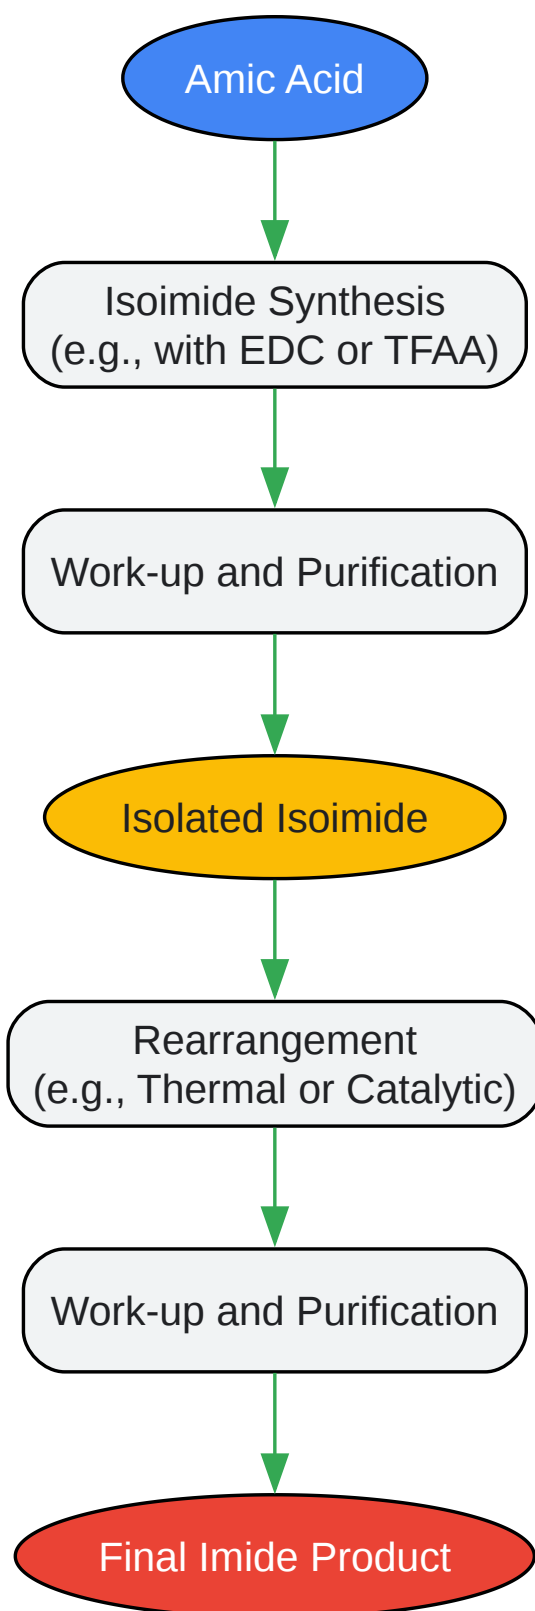 Amic Acid
Isoimide Synthesis
(e.g., with EDC or TFAA)
Work-up and Purification
Isolated Isoimide
Rearrangement
(e.g., Thermal or Catalytic)
Work-up and Purification
Final Imide Product